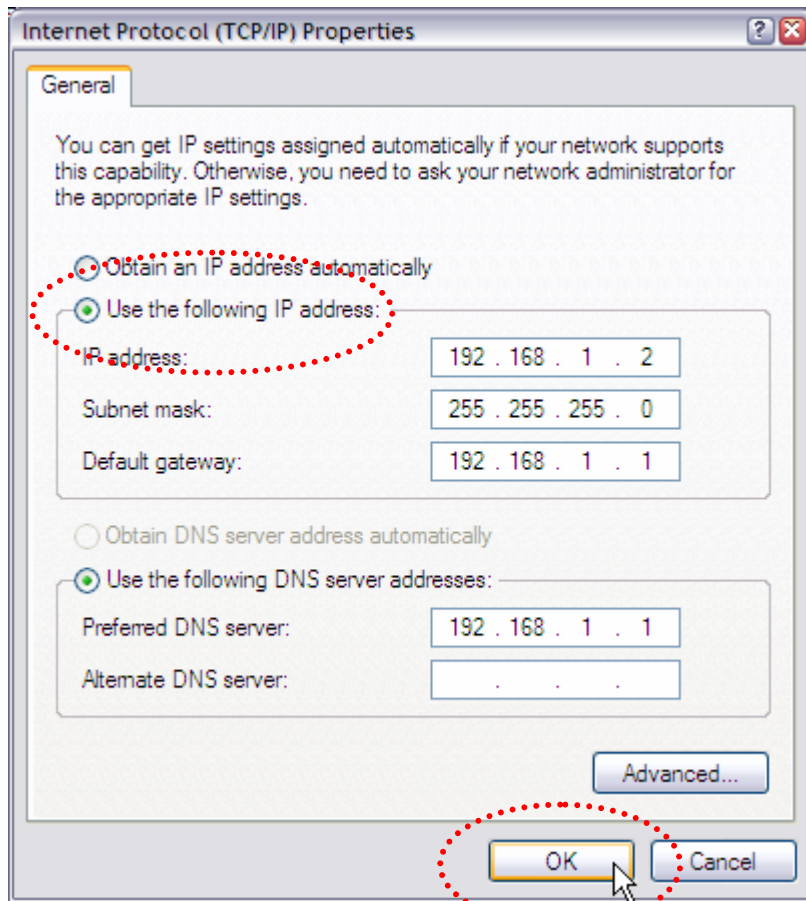 Internet Protocol (TCP/IP) Properties
General
You can get IP settings assigned automatically if your network supports
this capability. Otherwise, you need to ask your network administrator for
the appropriate IP settings.
Obtain an IP address automatically
Use the following IP address:
IP address: 192 . 168 . 1 . 2
Subnet mask: 255 . 255 . 255 . 0
Default gateway: 192 . 168 . 1 . 1
Obtain DNS server address automatically
Use the following DNS server addresses:
Preferred DNS server: 192 . 168 . 1 . 1
Alternate DNS server: . . .
Advanced...
OK Cancel